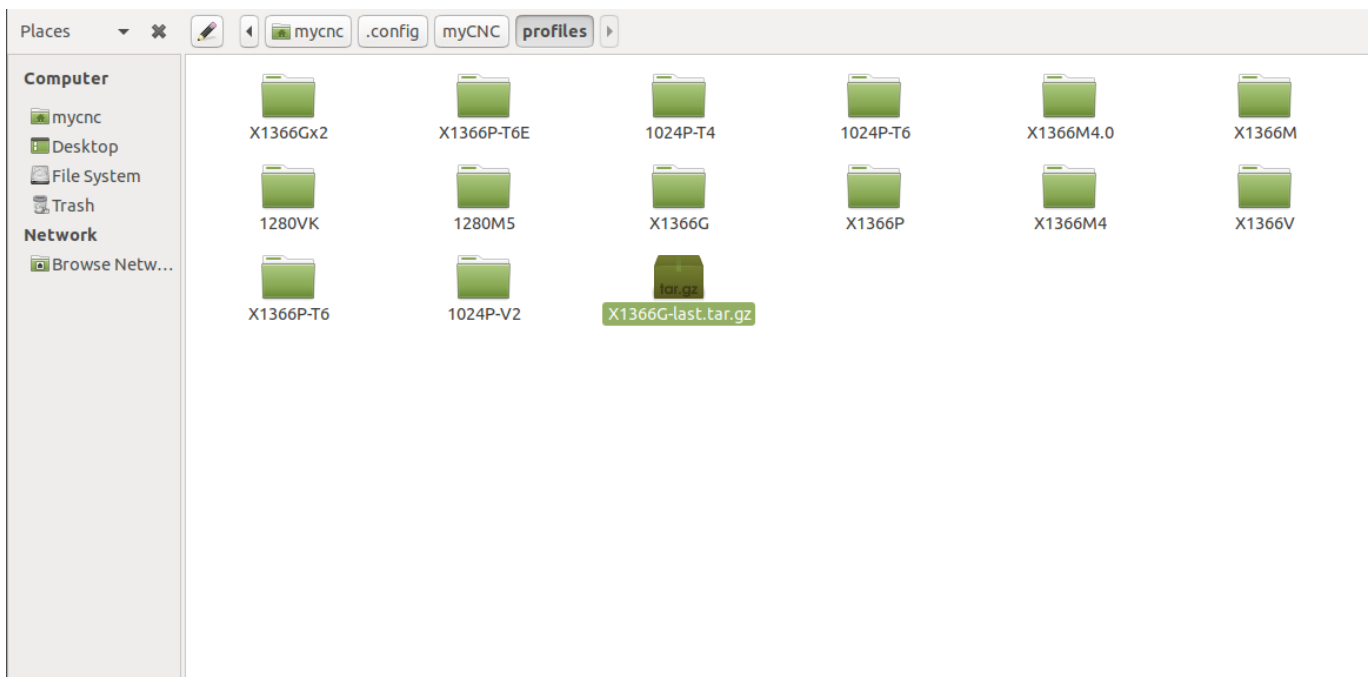 Places
mycnc .config myCNC profiles
Computer
mycnc
Desktop
File System
Trash
Network
Browse Netw...
X1366Gx2 X1366P-T6E 1024P-T4 1024P-T6 X1366M4.0 X1366M
1280VK 1280M5 X1366G X1366P X1366M4 X1366V
X1366P-T6 1024P-V2 tar.gz
X1366G-last.tar.gz